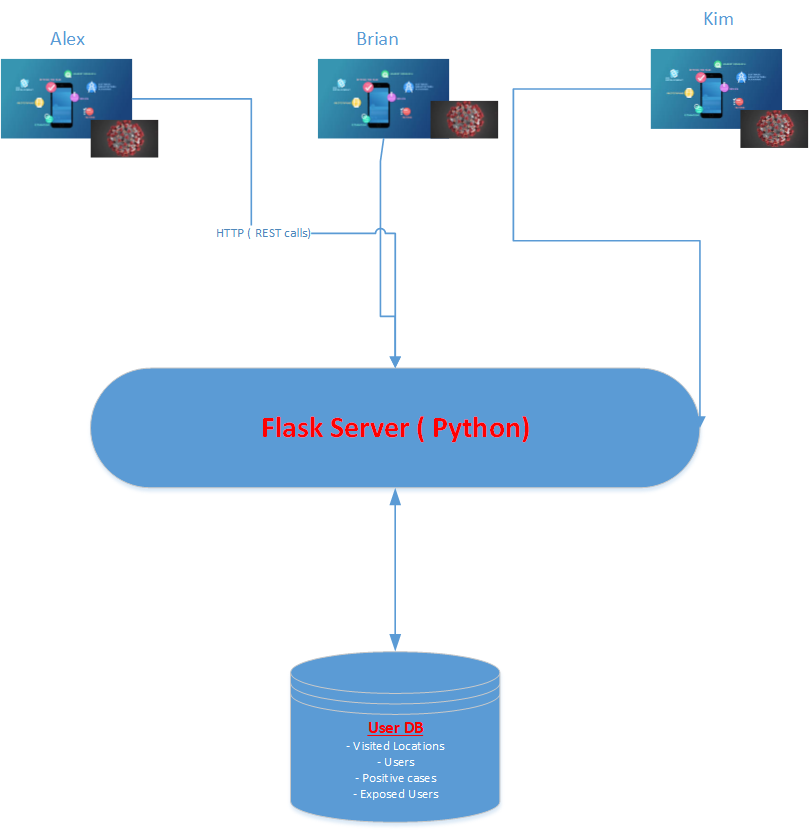 Alex
Brian
Kim
HTTP ( REST calls)
Flask Server ( Python)
User DB
- Visited Locations
- Users
- Positive cases
- Exposed Users